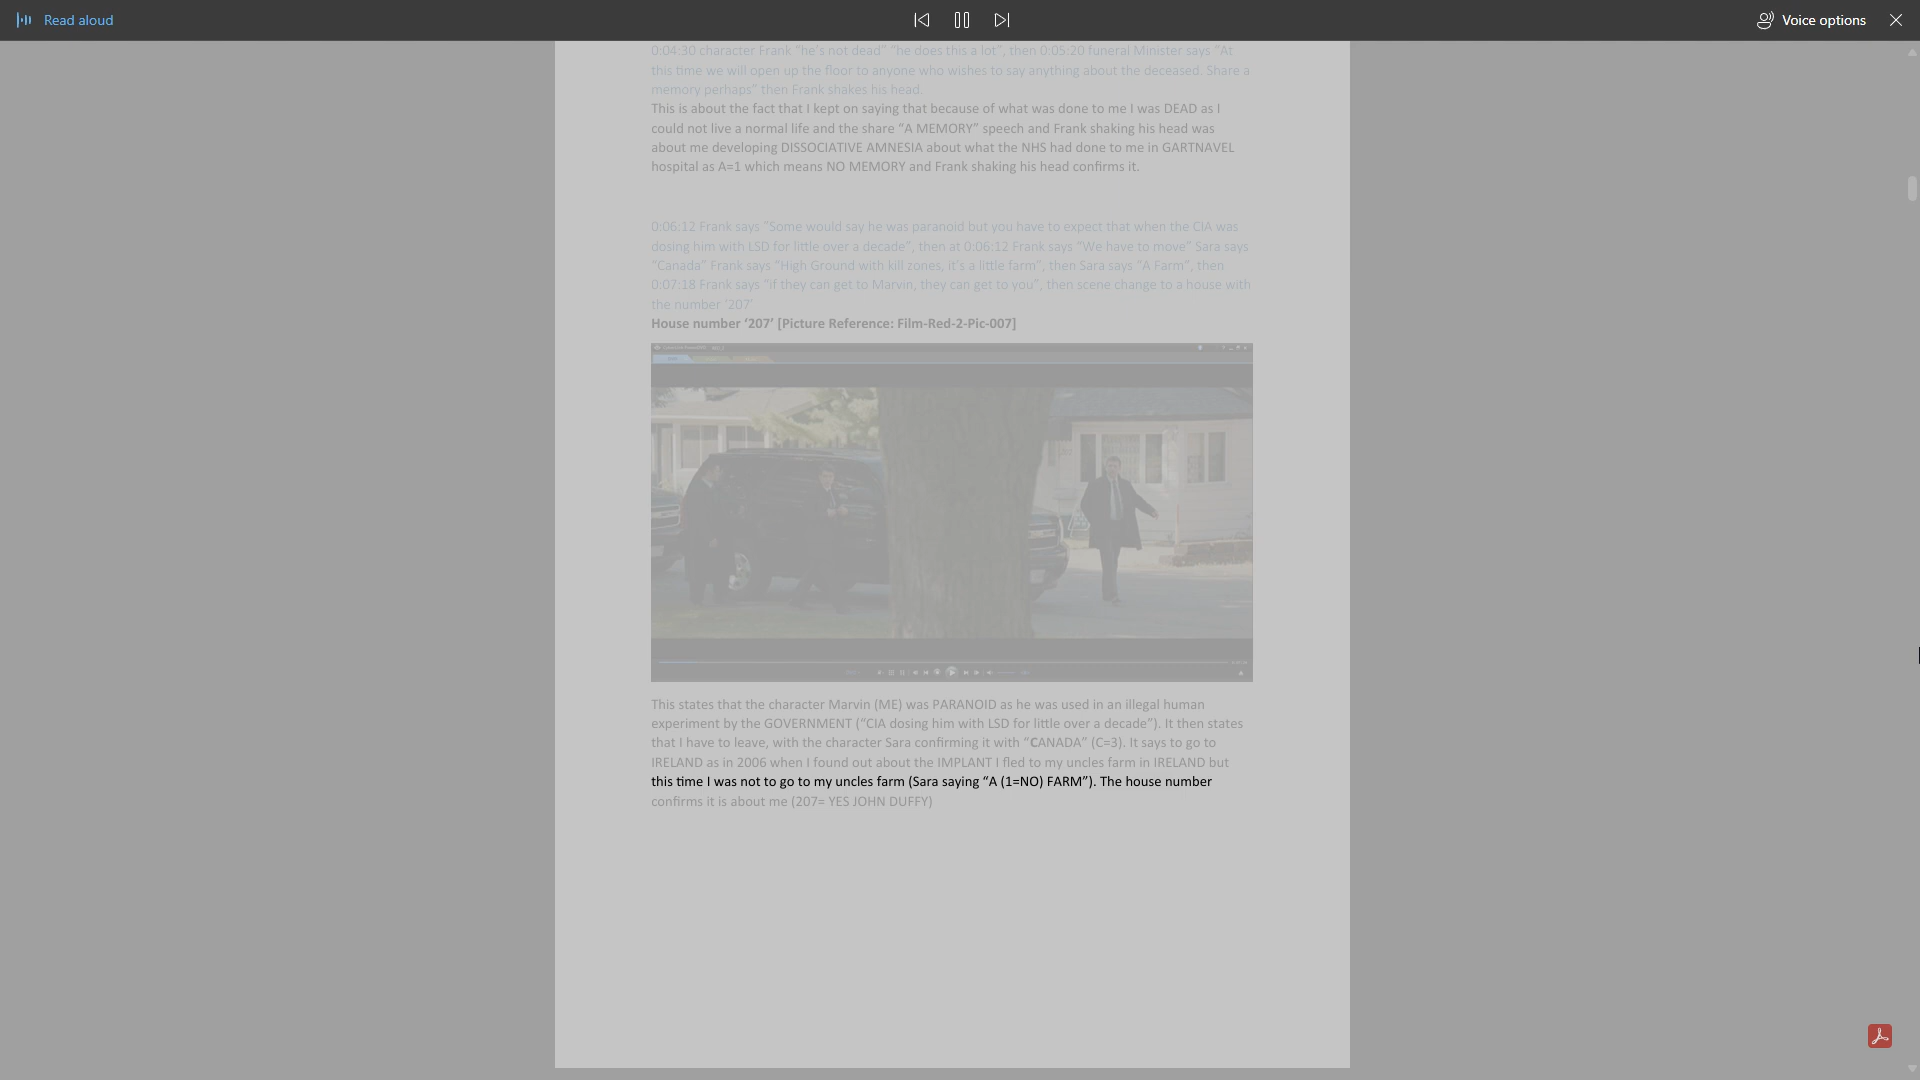 Read aloud
Voice options
0:04:30 character Frank “he’s not dead” “he does this a lot”, then 0:05:20 funeral Minister says “At
this time we will open up the floor to anyone who wishes to say anything about the deceased. Share a
memory perhaps” then Frank shakes his head.
This is about the fact that I kept on saying that because of what was done to me I was DEAD as I
could not live a normal life and the share “A MEMORY” speech and Frank shaking his head was
about me developing DISSOCIATIVE AMNESIA about what the NHS had done to me in GARTNAVEL
hospital as A=1 which means NO MEMORY and Frank shaking his head confirms it.
0:06:12 Frank says “Some would say he was paranoid but you have to expect that when the CIA was
dosing him with LSD for little over a decade”, then at 0:06:12 Frank says “We have to move” Sara says
“Canada” Frank says “High Ground with kill zones, it’s a little farm”, then Sara says “A Farm”, then
0:07:18 Frank says “if they can get to Marvin, they can get to you”, then scene change to a house with
the number ‘207’
House number ‘207’ [Picture Reference: Film-Red-2-Pic-007]
This states that the character Marvin (ME) was PARANOID as he was used in an illegal human
experiment by the GOVERNMENT (“CIA dosing him with LSD for little over a decade”). It then states
that I have to leave, with the character Sara confirming it with “CANADA” (C=3). It says to go to
IRELAND as in 2006 when I found out about the IMPLANT I fled to my uncles farm in IRELAND but
this time I was not to go to my uncles farm (Sara saying “A (1=NO) FARM”). The house number
confirms it is about me (207= YES JOHN DUFFY)